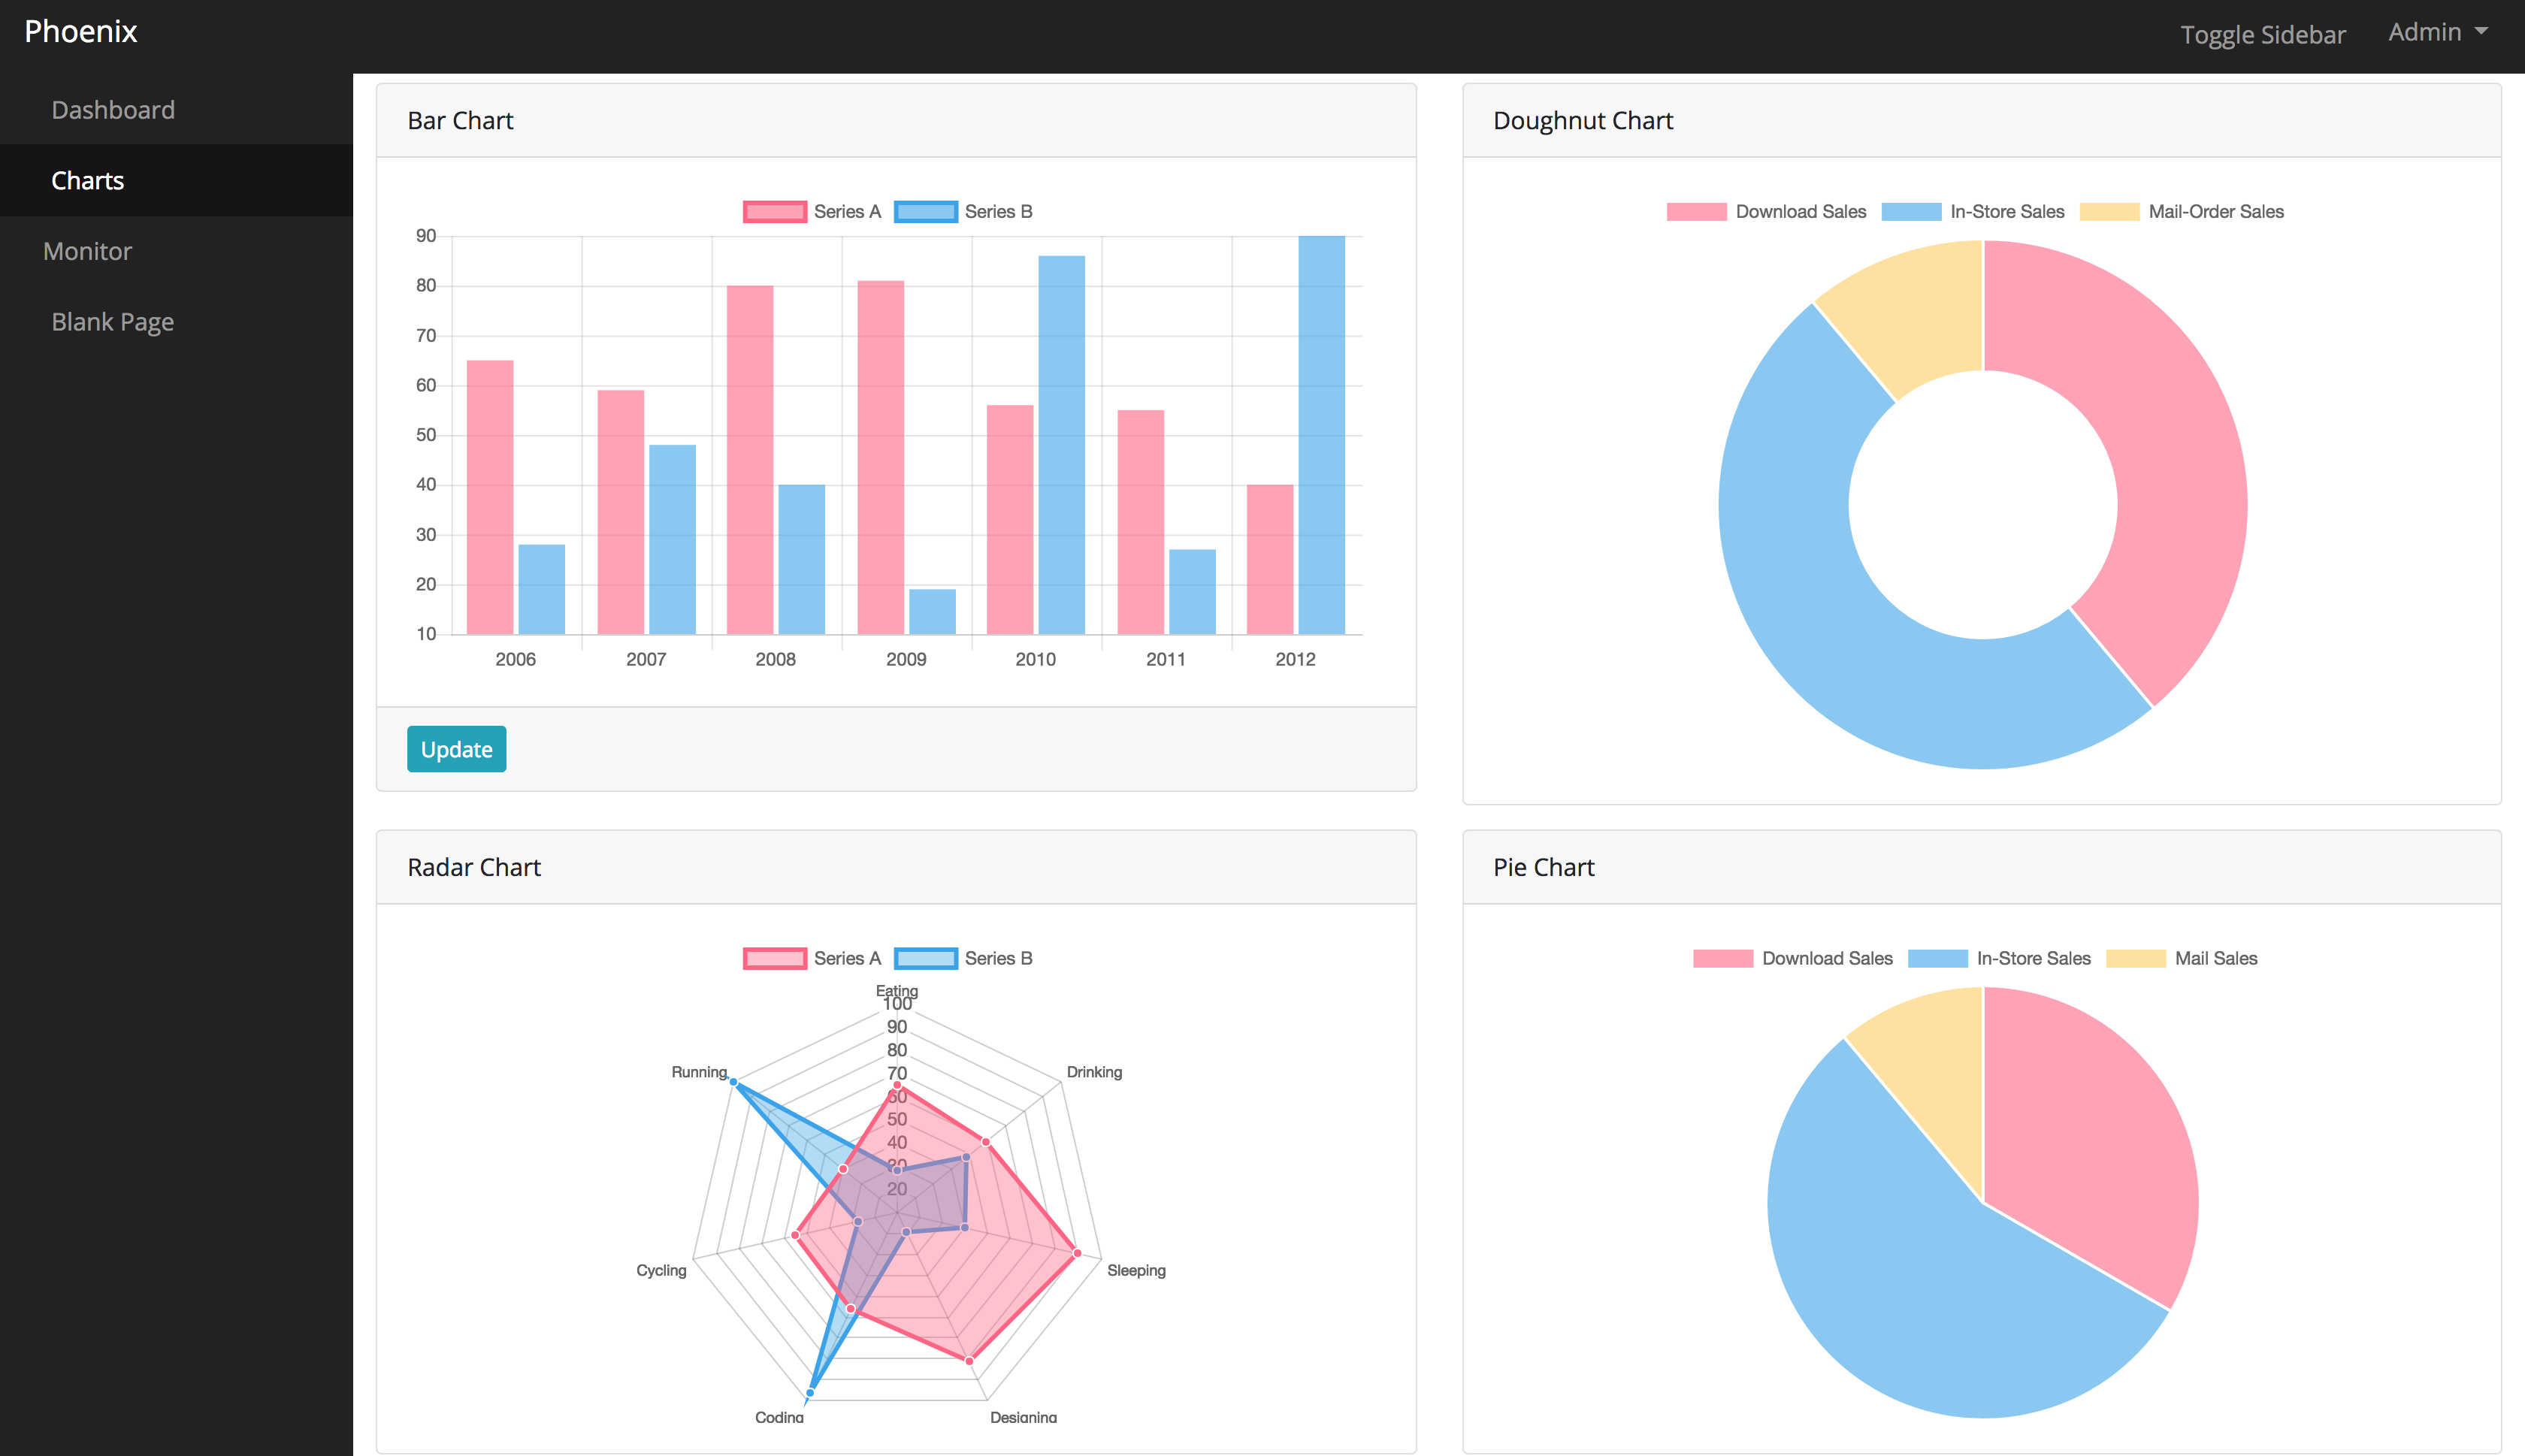 Phoenix
Toggle Sidebar
Admin
Dashboard
Charts
Monitor
Blank Page
Bar Chart
Series A Series B
90
80
70
60
50
40
30
20
10
2006 2007 2008 2009 2010 2011 2012
Update
Doughnut Chart
Download Sales In-Store Sales Mail-Order Sales
Radar Chart
Series A Series B
Eating
100
90
80
70
60
50
40
30
20
Running
Drinking
Cycling
Sleeping
Coding
Designing
Pie Chart
Download Sales In-Store Sales Mail Sales